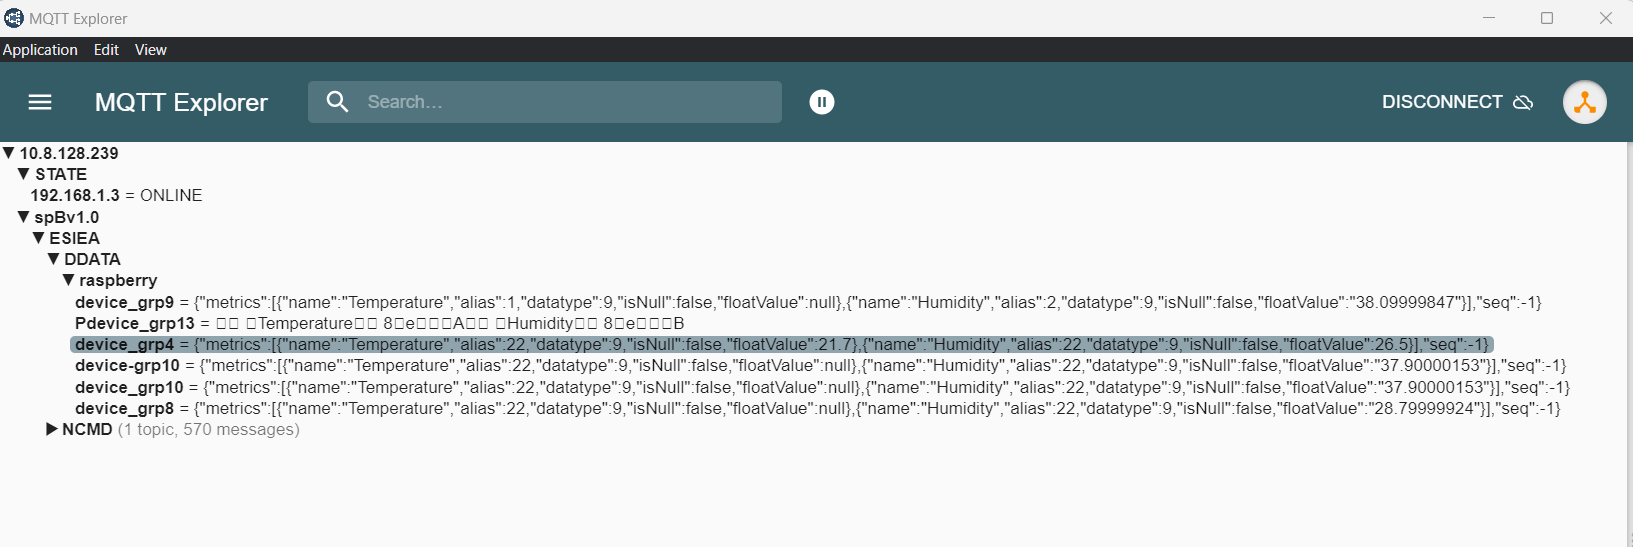 MQTT Explorer
Application Edit View
MQTT Explorer Search... DISCONNECT
▼ 10.8.128.239
▼ STATE
192.168.1.3 = ONLINE
▼ spBv1.0
▼ ESIEA
▼ DDATA
▼ raspberry
device_grp9 = {"metrics":[{"name":"Temperature","alias":1,"datatype":9,"isNull":false,"floatValue":null},{"name":"Humidity","alias":2,"datatype":9,"isNull":false,"floatValue":"38.09999847"}],"seq":-1}
Pdevice_grp13 = □□ □Temperature□□ 8□e□□□A□□ □Humidity□□ 8□e□□□B
device_grp4 = {"metrics":[{"name":"Temperature","alias":22,"datatype":9,"isNull":false,"floatValue":21.7},{"name":"Humidity","alias":22,"datatype":9,"isNull":false,"floatValue":26.5}],"seq":-1}
device-grp10 = {"metrics":[{"name":"Temperature","alias":22,"datatype":9,"isNull":false,"floatValue":null},{"name":"Humidity","alias":22,"datatype":9,"isNull":false,"floatValue":"37.90000153"}],"seq":-1}
device_grp10 = {"metrics":[{"name":"Temperature","alias":22,"datatype":9,"isNull":false,"floatValue":null},{"name":"Humidity","alias":22,"datatype":9,"isNull":false,"floatValue":"37.90000153"}],"seq":-1}
device_grp8 = {"metrics":[{"name":"Temperature","alias":22,"datatype":9,"isNull":false,"floatValue":null},{"name":"Humidity","alias":22,"datatype":9,"isNull":false,"floatValue":"28.79999924"}],"seq":-1}
▶ NCMD (1 topic, 570 messages)